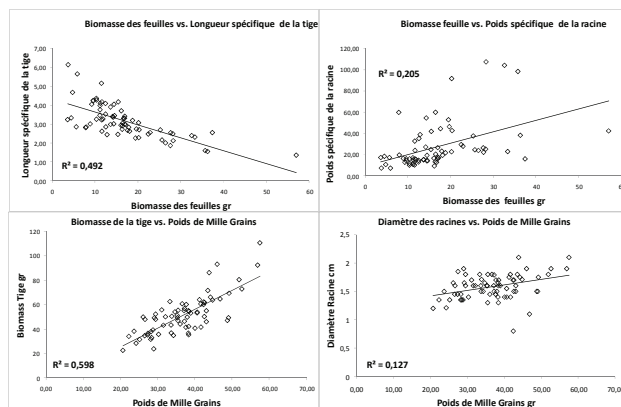 Biomasse des feuilles vs. Longueur spécifique de la tige
Longueur spécifique de la tige
7,00
6,00
5,00
4,00
3,00
2,00
1,00
0,00
R² = 0,492
0 10 20 30 40 50 60
Biomasse des feuilles gr
Biomasse feuille vs. Poids spécifique de la racine
Poids spécifique de la racine
120,00
100,00
80,00
60,00
40,00
20,00
0,00
R² = 0,205
0 10 20 30 40 50 60
Biomasse des feuilles gr
Biomasse de la tige vs. Poids de Mille Grains
Biomass Tige gr
120
100
80
60
40
20
0
R² = 0,598
10,00 20,00 30,00 40,00 50,00 60,00 70,00
Poids de Mille Grains
Diamètre des racines vs. Poids de Mille Grains
Diamètre Racine cm
2,5
2
1,5
1
0,5
0
R² = 0,127
10,00 20,00 30,00 40,00 50,00 60,00 70,00
Poids de Mille Grains gr